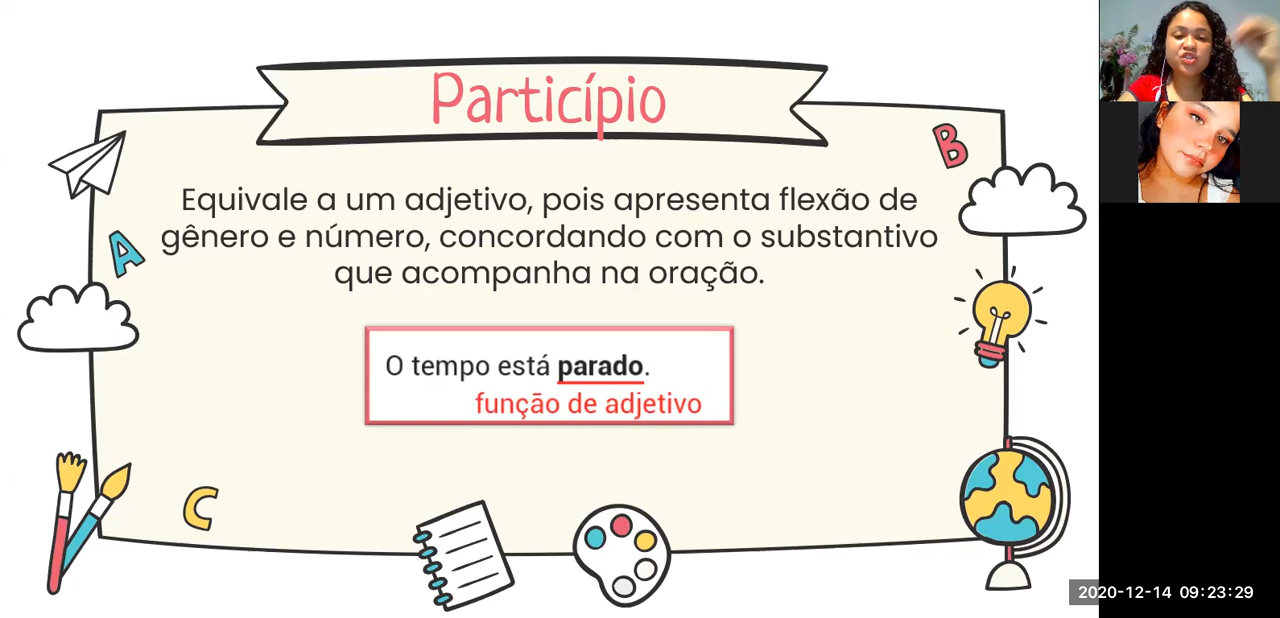 Particípio
B
Equivale a um adjetivo, pois apresenta flexão de
gênero e número, concordando com o substantivo
que acompanha na oração.
A
O tempo está parado.
função de adjetivo
C
2020-12-14 09:23:29